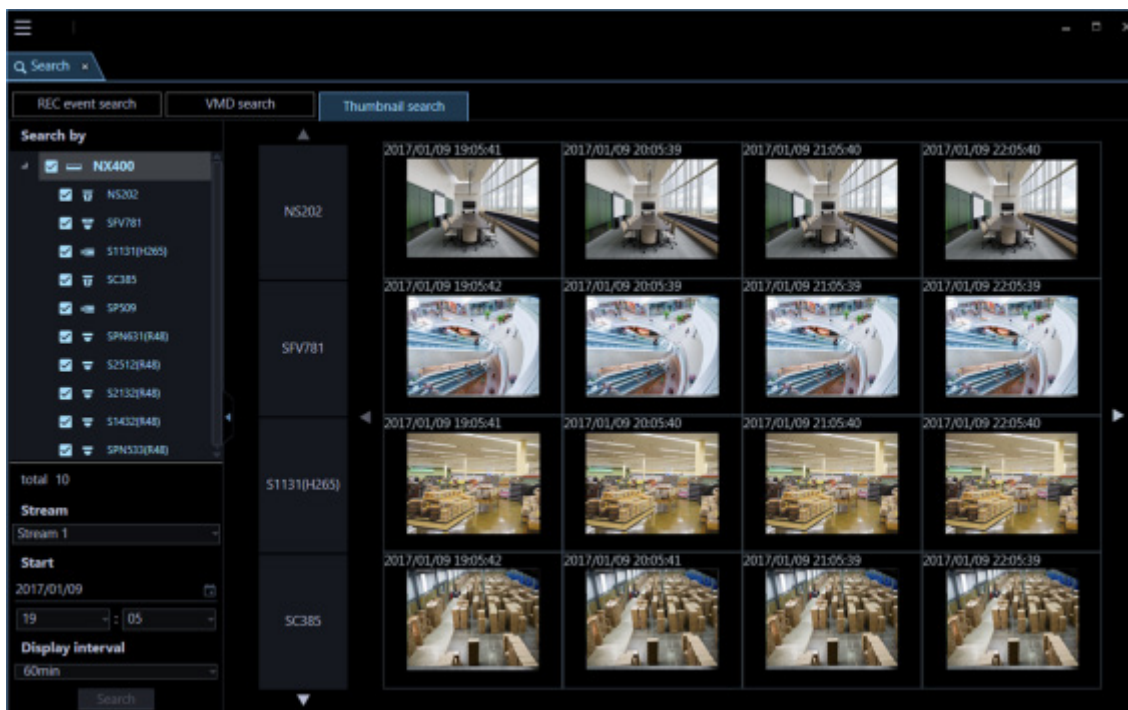 Search ×
REC event search
VMD search
Thumbnail search
Search by
NX400
NS202
SFV781
S1131(H265)
SC385
SP509
SPN631(R48)
S2512(R48)
S2132(R48)
S1432(R48)
SPN533(R48)
total 10
Stream
Stream 1
Start
2017/01/09
19 : 05
Display interval
60min
Search
NS202
2017/01/09 19:05:41 2017/01/09 20:05:39 2017/01/09 21:05:40 2017/01/09 22:05:40
SFV781
2017/01/09 19:05:42 2017/01/09 20:05:39 2017/01/09 21:05:39 2017/01/09 22:05:39
S1131(H265)
2017/01/09 19:05:41 2017/01/09 20:05:40 2017/01/09 21:05:40 2017/01/09 22:05:40
SC385
2017/01/09 19:05:42 2017/01/09 20:05:41 2017/01/09 21:05:39 2017/01/09 22:05:39